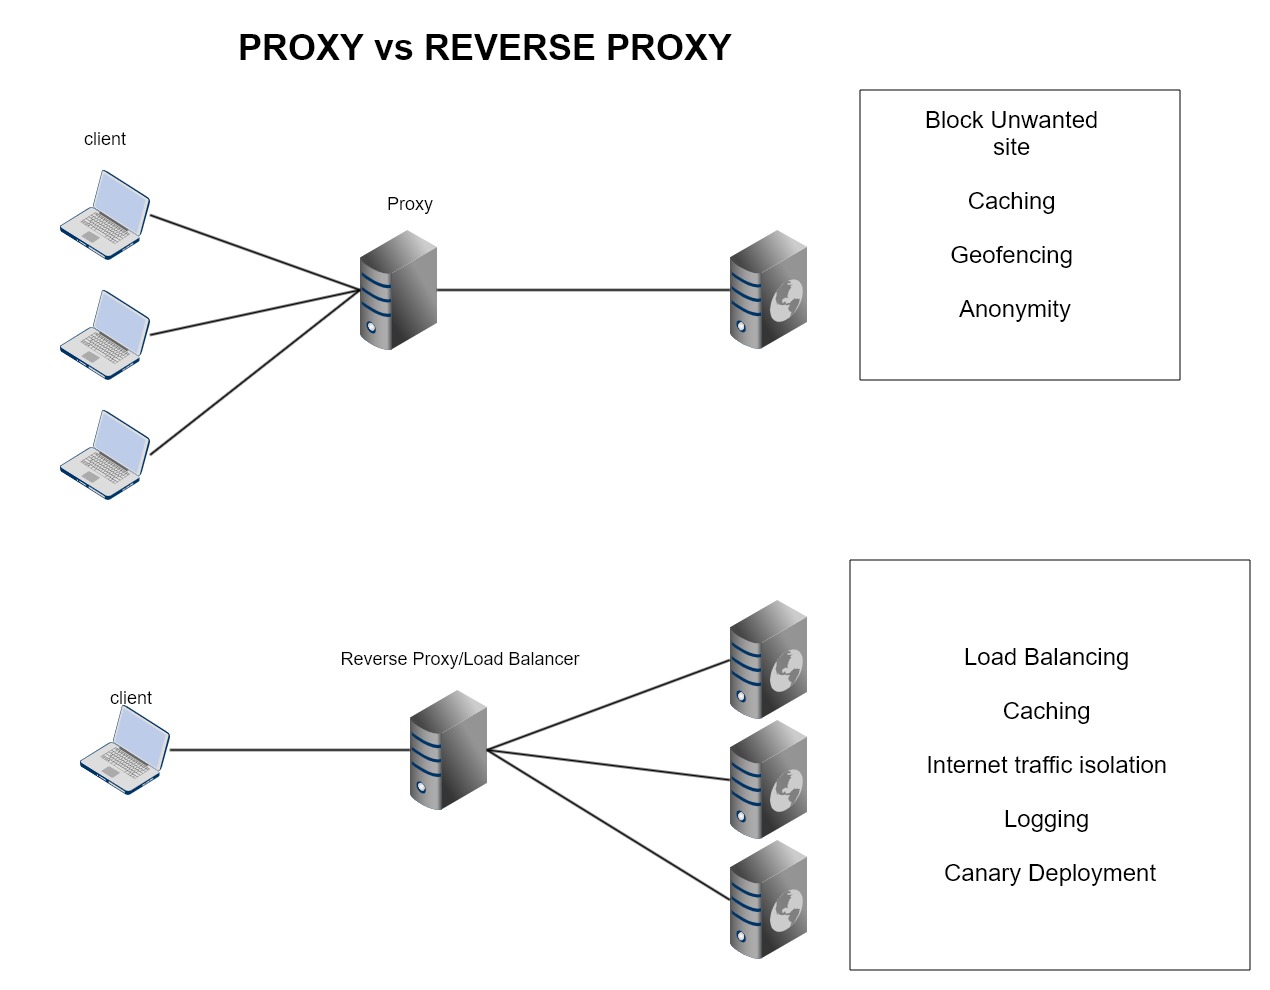 PROXY vs REVERSE PROXY
client
Proxy
Block Unwanted
site
Caching
Geofencing
Anonymity
client
Reverse Proxy/Load Balancer
Load Balancing
Caching
Internet traffic isolation
Logging
Canary Deployment